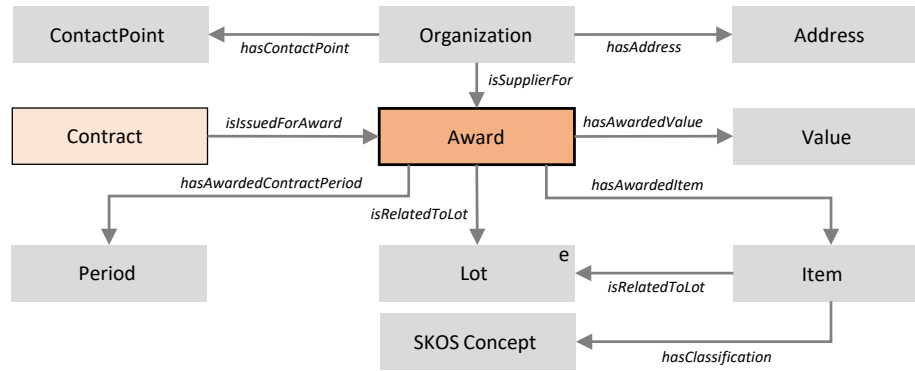 ContactPoint
hasContactPoint
Organization
hasAddress
Address
isSupplierFor
Contract
isIssuedForAward
Award
hasAwardedValue
Value
hasAwardedContractPeriod
isRelatedToLot
hasAwardedItem
Period
Lot
e
isRelatedToLot
Item
SKOS Concept
hasClassification